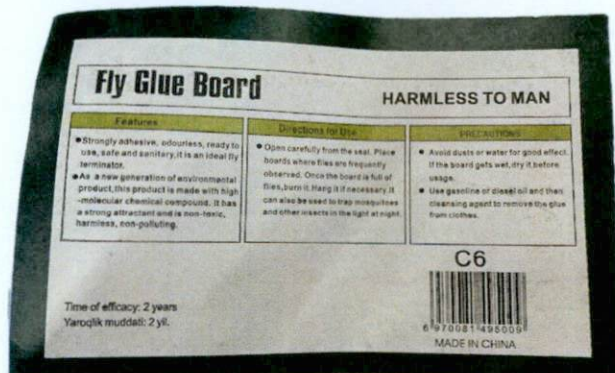 Fly Glue Board
HARMLESS TO MAN
Features
●Strongly adhesive, odourless, ready to
use, safe and sanitary,it is an ideal fly
terminator.
●As a new generation of environmental
product,this product is made with high
-molecular chemical compound. It has
a strong attractant and is non-toxic,
harmless, non-polluting.
Directions for Use
● Open carefully from the seal. Place
boards where flies are frequently
observed. Once the board is full of
flies,burn it. Hang it if necessary. It
can also be used to trap mosquitoes
and other insects in the light at night.
PRECAUTIONS
● Avoid dusts or water for good effect.
If the board gets wet,dry it before
usage.
● Use gasoline or diesel oil and then
cleansing agent to remove the glue
from clothes.
Time of efficacy: 2 years
Yaroqlik muddati: 2 yil.
C6
6 970081 495009
MADE IN CHINA